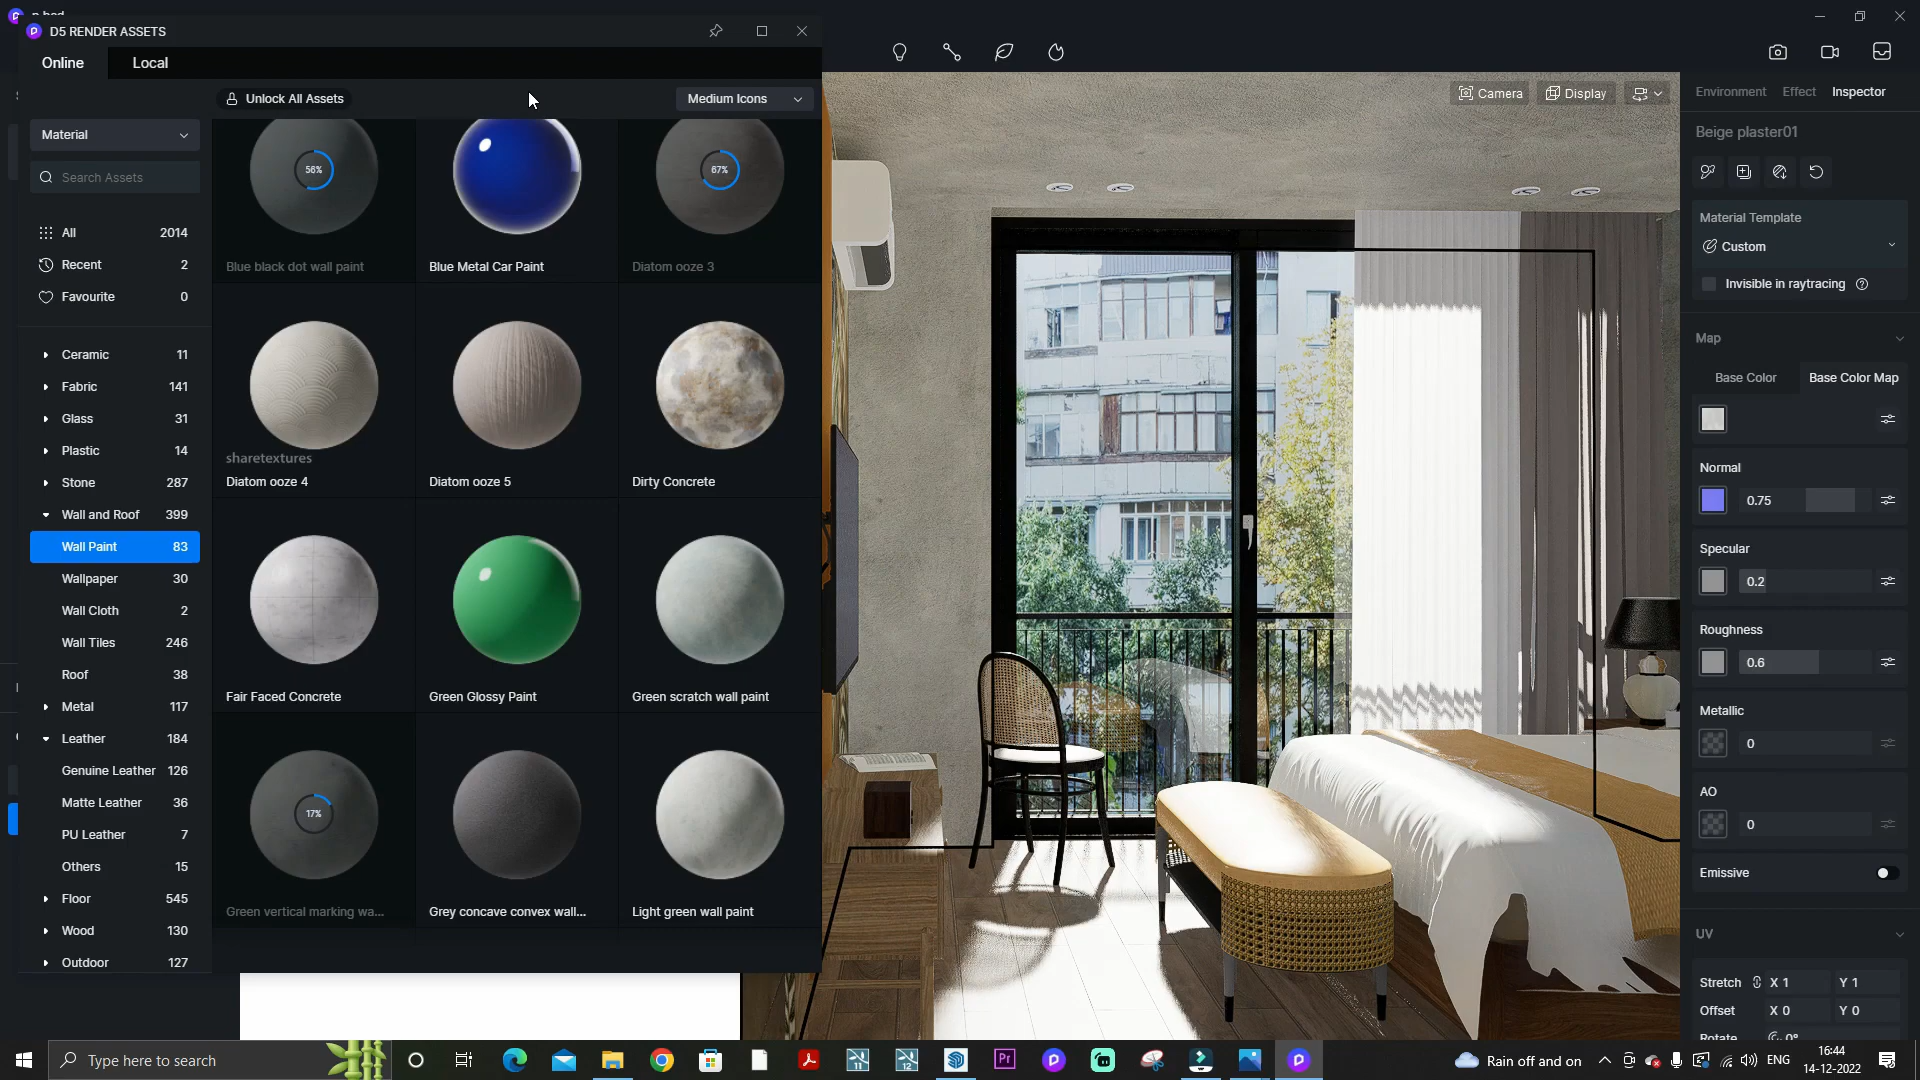 D5 RENDER ASSETS
Online
Local
Unlock All Assets
Medium Icons
Material
Search Assets
All 2014
Recent 2
Favourite 0
Ceramic 11
Fabric 141
Glass 31
Plastic 14
Stone 287
Wall and Roof 399
Wall Paint 83
Wallpaper 30
Wall Cloth 2
Wall Tiles 246
Roof 38
Metal 117
Leather 184
Genuine Leather 126
Matte Leather 36
PU Leather 7
Others 15
Floor 545
Wood 130
Outdoor 127
56%
67%
Blue black dot wall paint
Blue Metal Car Paint
Diatom ooze 3
sharetextures
Diatom ooze 4
Diatom ooze 5
Dirty Concrete
Fair Faced Concrete
Green Glossy Paint
Green scratch wall paint
17%
Green vertical marking wa...
Grey concave convex wall...
Light green wall paint
Camera
Display
Environment
Effect
Inspector
Beige plaster01
Material Template
Custom
Invisible in raytracing
Map
Base Color
Base Color Map
Normal
0.75
Specular
0.2
Roughness
0.6
Metallic
0
AO
0
Emissive
UV
Stretch X 1 Y 1
Offset X 0 Y 0
Rotate 0°
Type here to search
11
12
Pr
Rain off and on
ENG
16:44
14-12-2022